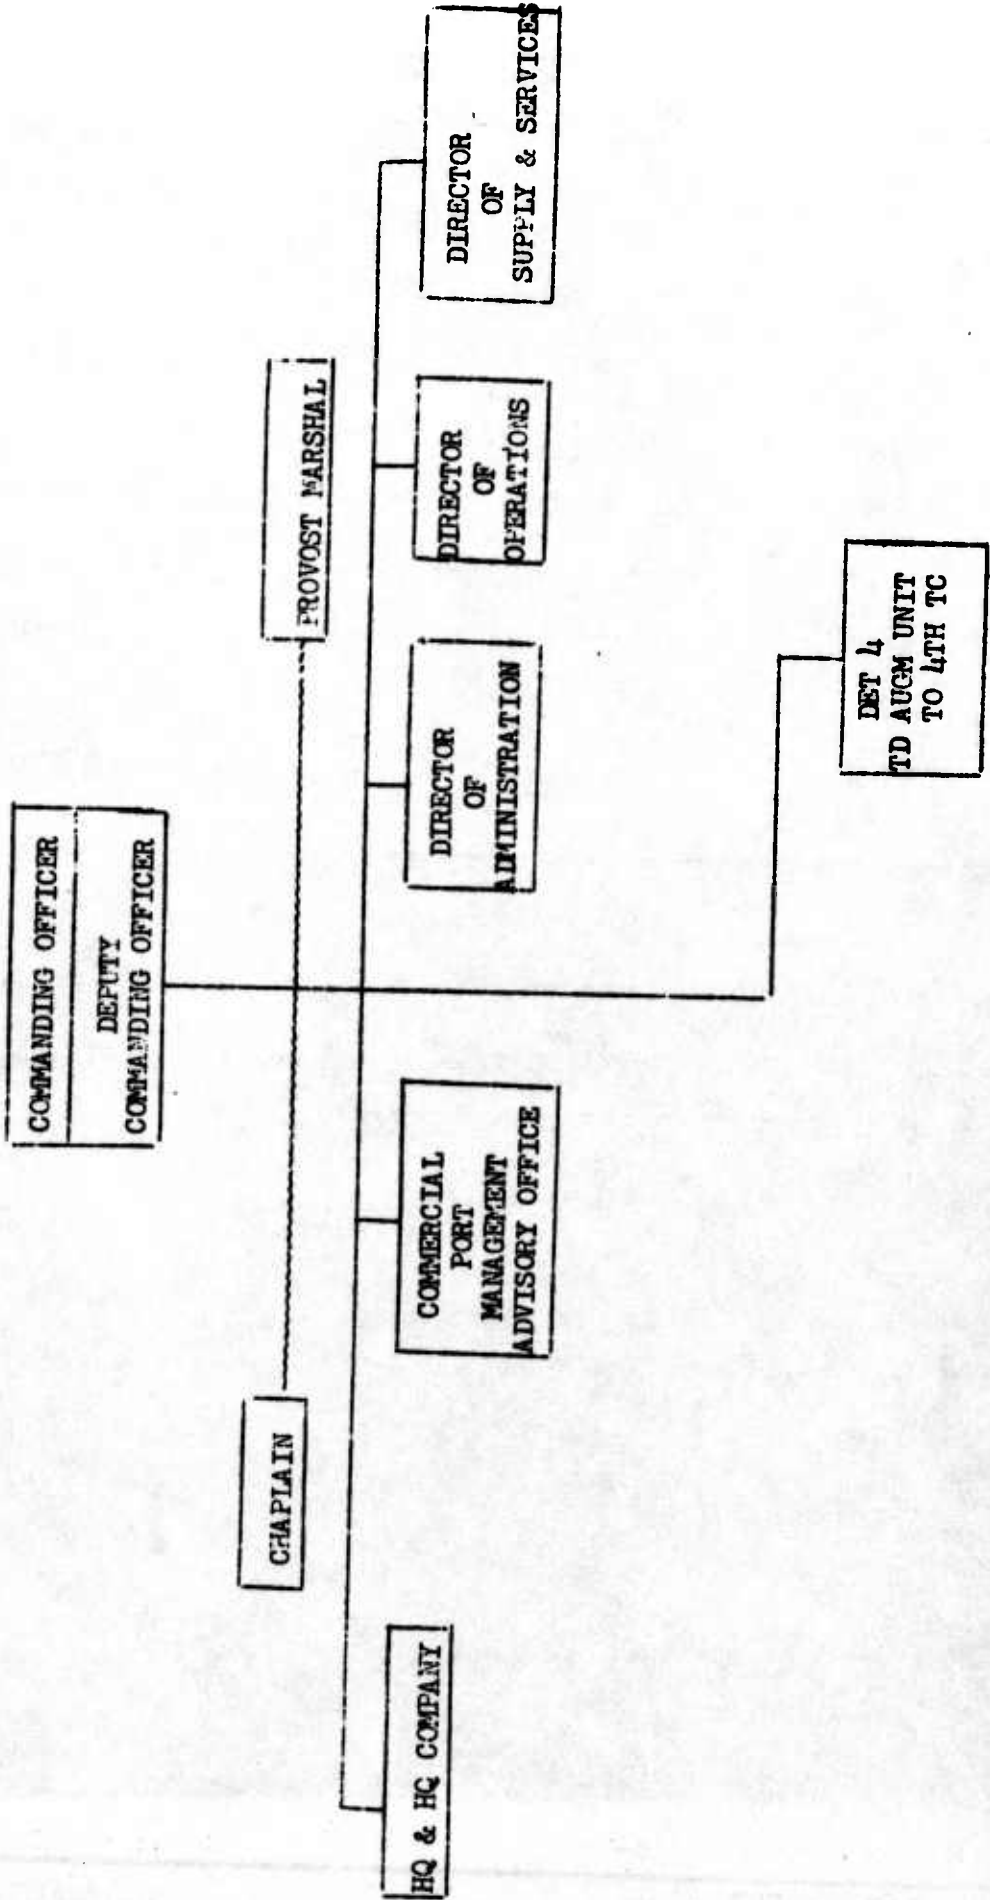 COMMANDING OFFICER
DEPUTY
COMMANDING OFFICER
CHAPLAIN
PROVOST MARSHAL
HQ & HQ COMPANY
COMMERCIAL
PORT
MANAGEMENT
ADVISORY OFFICE
DIRECTOR
OF
ADMINISTRATION
DIRECTOR
OF
OPERATIONS
DIRECTOR
OF
SUPPLY & SERVICES
DET 4
TD AUGM UNIT
TO 4TH TC